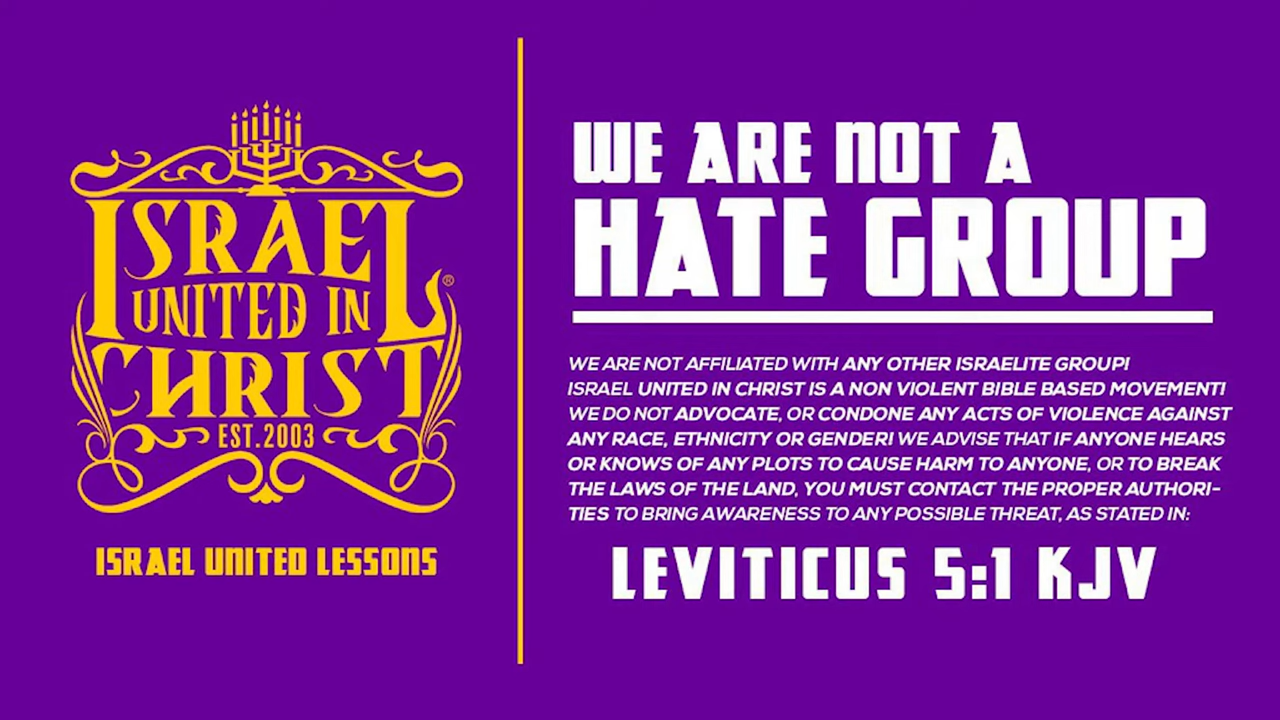 ISRAEL
UNITED IN
CHRIST
®
EST.2003
ISRAEL UNITED LESSONS
WE ARE NOT A
HATE GROUP
WE ARE NOT AFFILIATED WITH ANY OTHER ISRAELITE GROUP!
ISRAEL UNITED IN CHRIST IS A NON VIOLENT BIBLE BASED MOVEMENT!
WE DO NOT ADVOCATE, OR CONDONE ANY ACTS OF VIOLENCE AGAINST
ANY RACE, ETHNICITY OR GENDER! WE ADVISE THAT IF ANYONE HEARS
OR KNOWS OF ANY PLOTS TO CAUSE HARM TO ANYONE, OR TO BREAK
THE LAWS OF THE LAND, YOU MUST CONTACT THE PROPER AUTHORI-
TIES TO BRING AWARENESS TO ANY POSSIBLE THREAT, AS STATED IN:
LEVITICUS 5:1 KJV